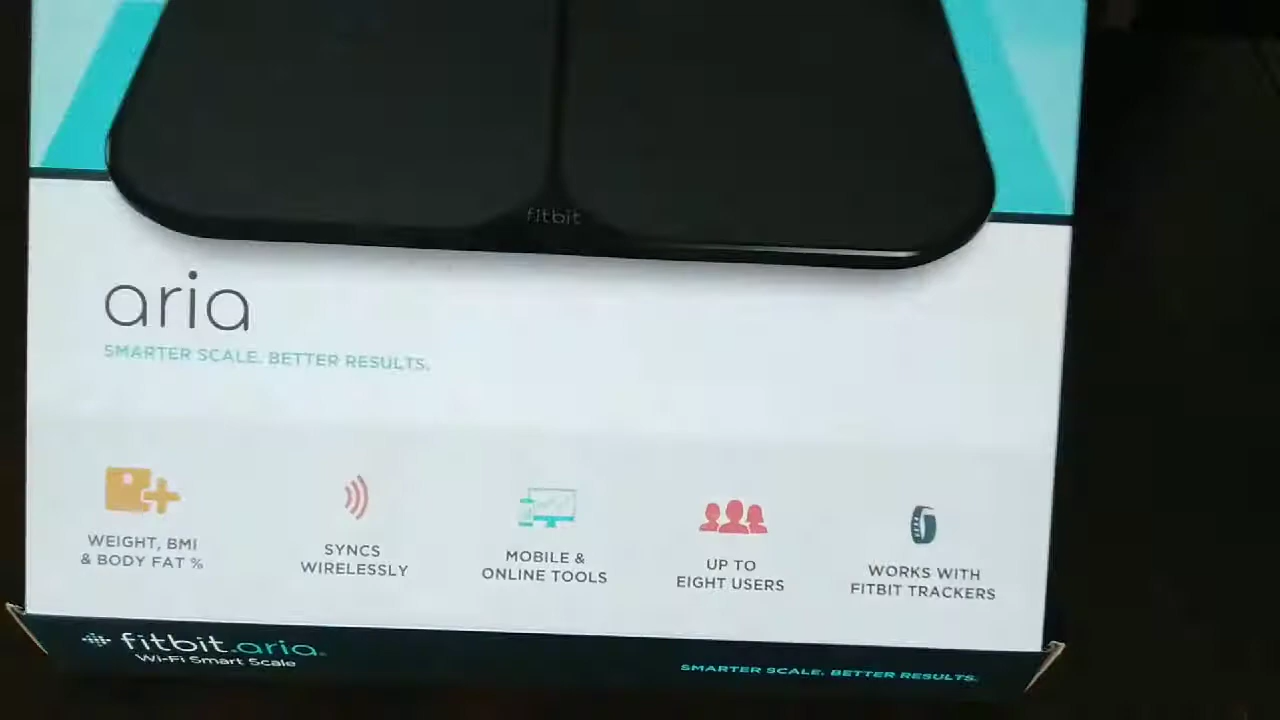 fitbit
aria
SMARTER SCALE. BETTER RESULTS.
WEIGHT, BMI
& BODY FAT %
SYNCS
WIRELESSLY
MOBILE &
ONLINE TOOLS
UP TO
EIGHT USERS
WORKS WITH
FITBIT TRACKERS
fitbit.aria
Wi-Fi Smart Scale
SMARTER SCALE. BETTER RESULTS.